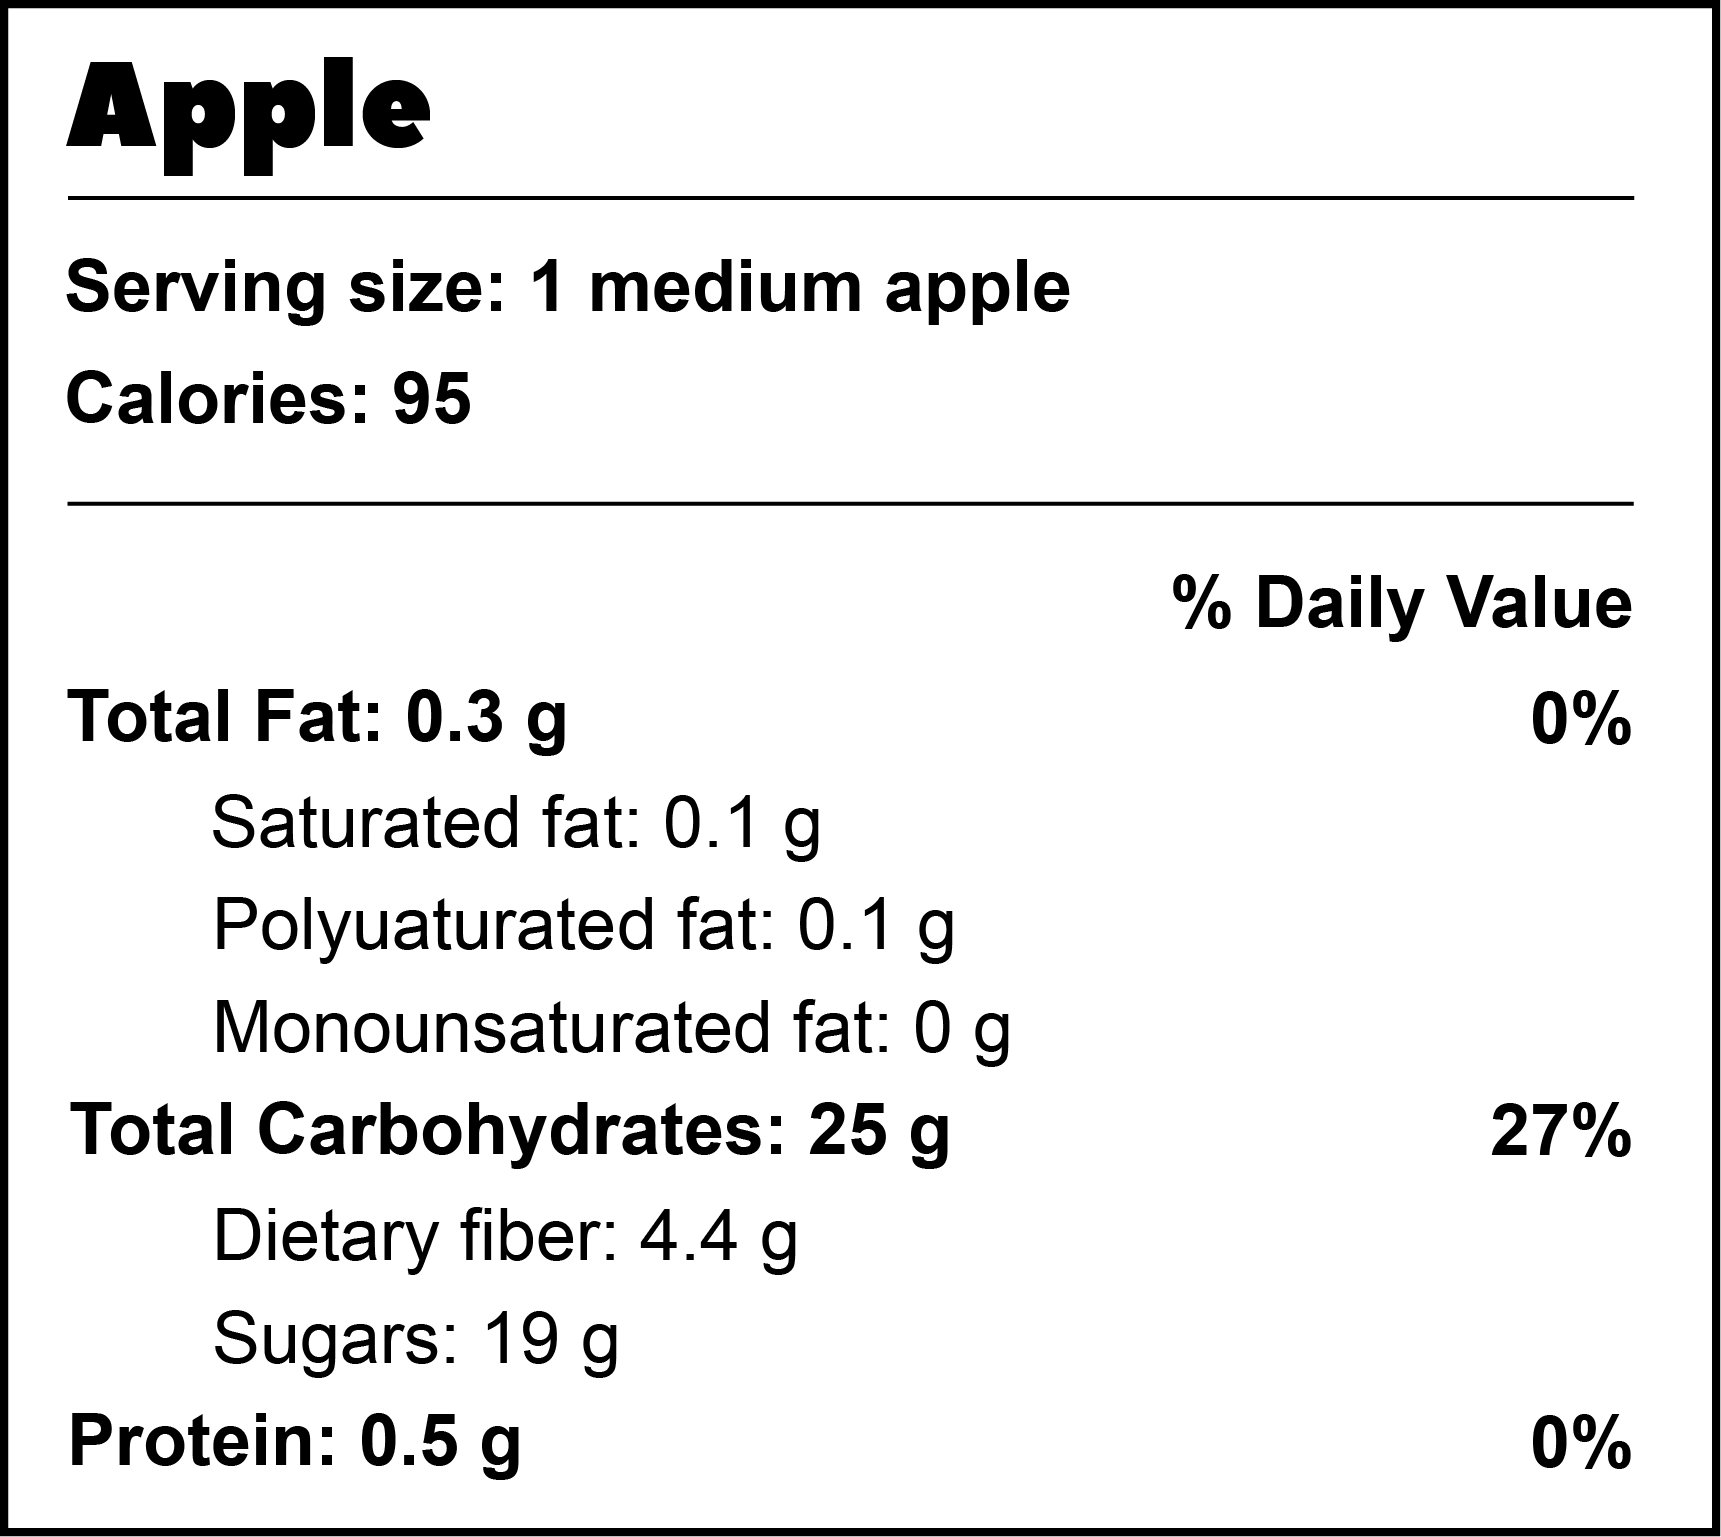 Apple
Serving size: 1 medium apple
Calories: 95
% Daily Value
Total Fat: 0.3 g 0%
Saturated fat: 0.1 g
Polyuaturated fat: 0.1 g
Monounsaturated fat: 0 g
Total Carbohydrates: 25 g 27%
Dietary fiber: 4.4 g
Sugars: 19 g
Protein: 0.5 g 0%